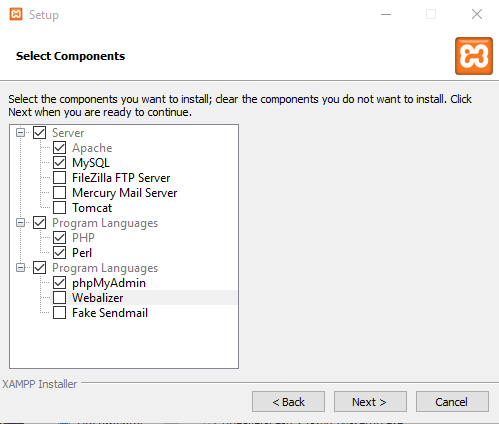 Setup
Select Components
Select the components you want to install; clear the components you do not want to install. Click
Next when you are ready to continue.
Server
Apache
MySQL
FileZilla FTP Server
Mercury Mail Server
Tomcat
Program Languages
PHP
Perl
Program Languages
phpMyAdmin
Webalizer
Fake Sendmail
XAMPP Installer
< Back
Next >
Cancel